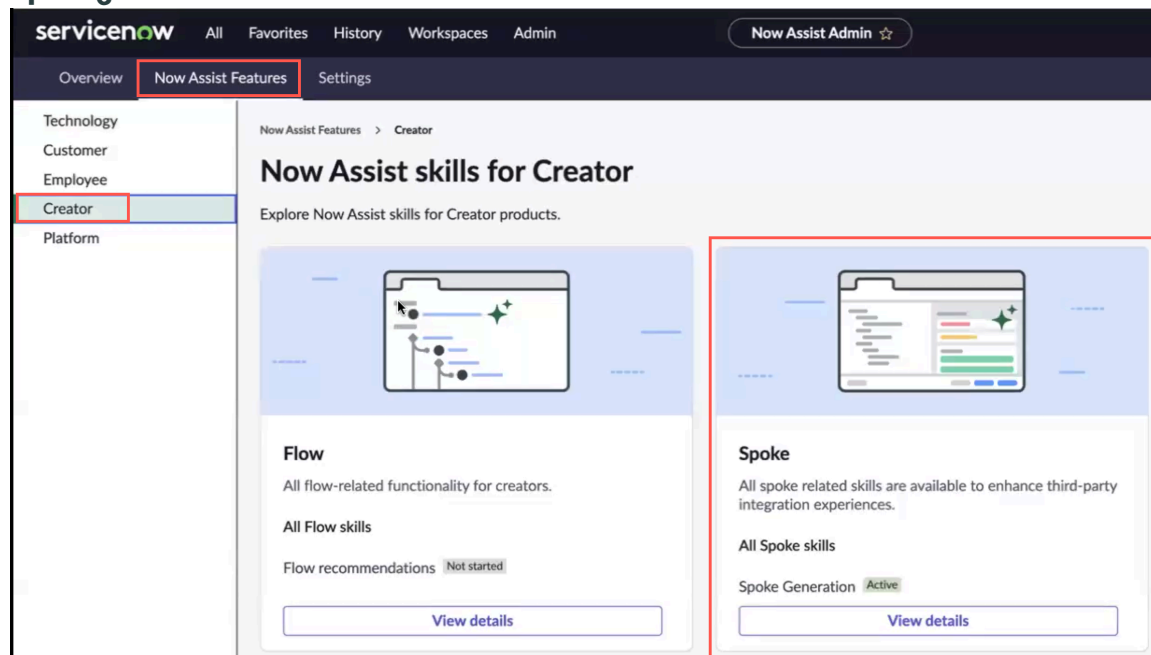 servicenow All Favorites History Workspaces Admin Now Assist Admin
Overview Now Assist Features Settings
Technology
Customer
Employee
Creator
Platform
Now Assist Features > Creator
Now Assist skills for Creator
Explore Now Assist skills for Creator products.
Flow
All flow-related functionality for creators.
All Flow skills
Flow recommendations Not started
View details
Spoke
All spoke related skills are available to enhance third-party
integration experiences.
All Spoke skills
Spoke Generation Active
View details